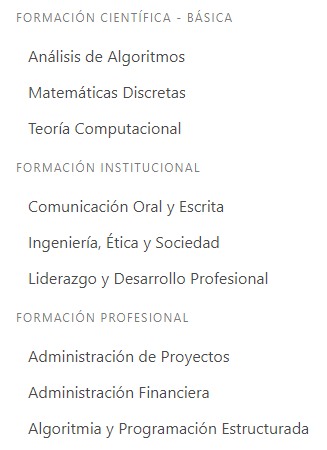 FORMACIÓN CIENTÍFICA - BÁSICA
Análisis de Algoritmos
Matemáticas Discretas
Teoría Computacional
FORMACIÓN INSTITUCIONAL
Comunicación Oral y Escrita
Ingeniería, Ética y Sociedad
Liderazgo y Desarrollo Profesional
FORMACIÓN PROFESIONAL
Administración de Proyectos
Administración Financiera
Algoritmia y Programación Estructurada